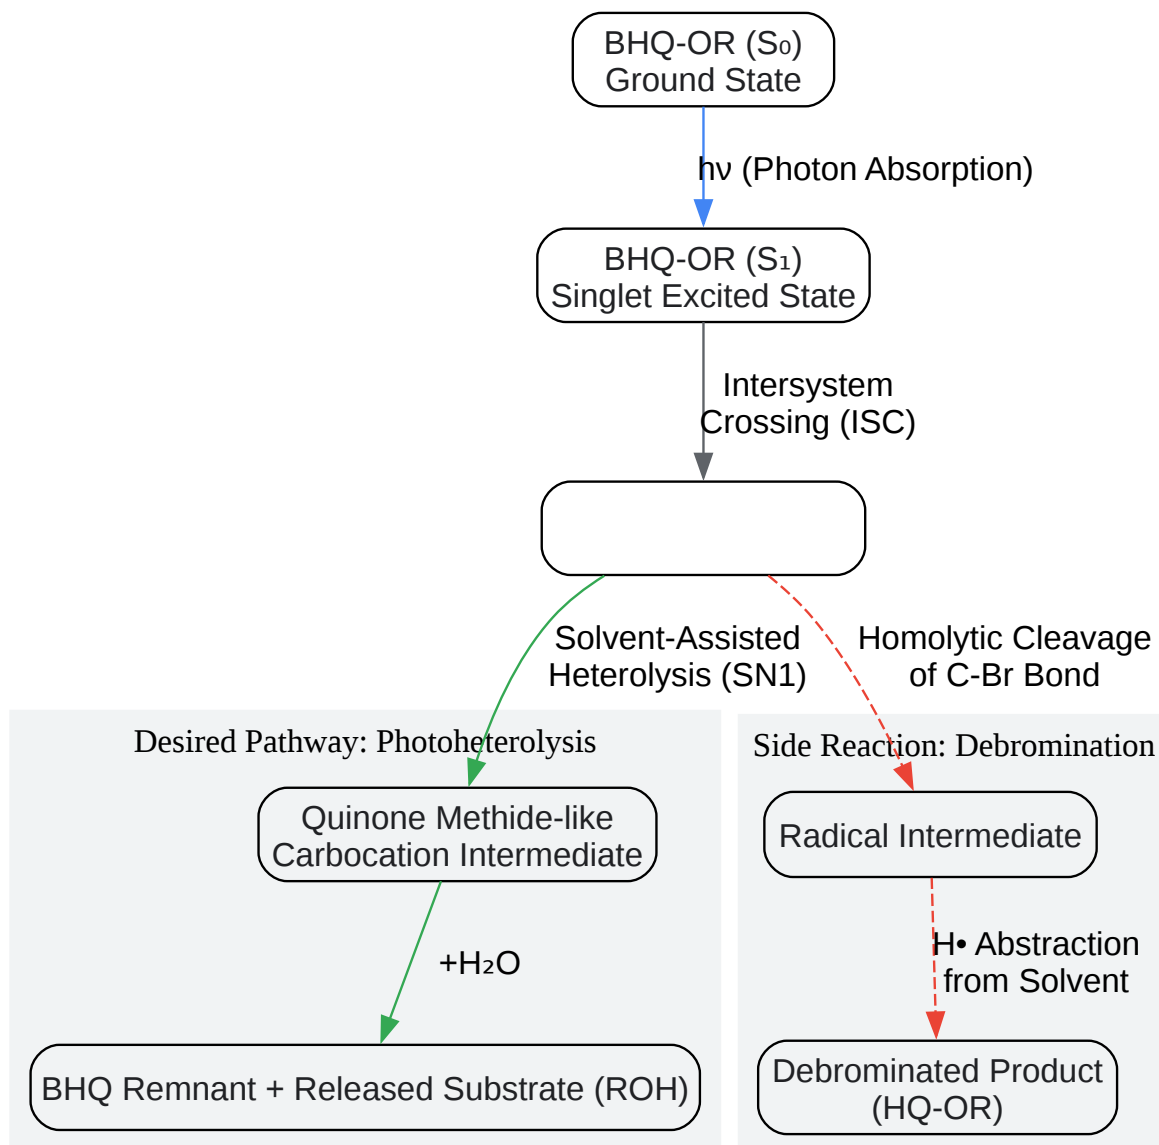 BHQ-OR (S₀)
Ground State
hν (Photon Absorption)
BHQ-OR (S₁)
Singlet Excited State
Intersystem
Crossing (ISC)
Solvent-Assisted
Heterolysis (SN1)
Homolytic Cleavage
of C-Br Bond
Desired Pathway: Photoheterolysis
Side Reaction: Debromination
Quinone Methide-like
Carbocation Intermediate
Radical Intermediate
+H₂O
H• Abstraction
from Solvent
BHQ Remnant + Released Substrate (ROH)
Debrominated Product
(HQ-OR)